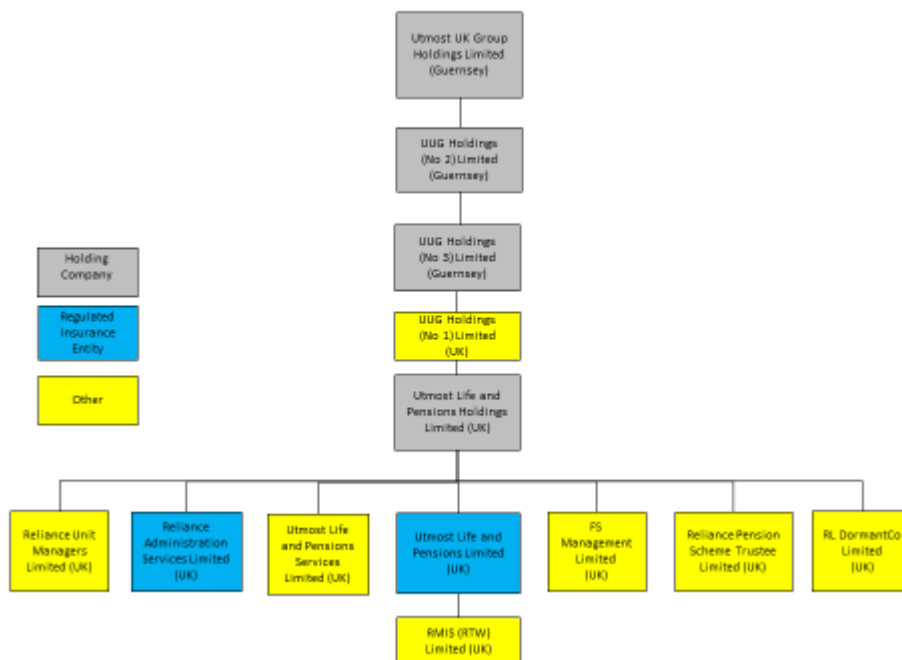 Utmost UK Group
Holdings Limited
(Guernsey)
UUG Holdings
(No 2) Limited
(Guernsey)
UUG Holdings
(No 3) Limited
(Guernsey)
Holding
Company
UUG Holdings
(No 1) Limited
(UK)
Regulated
Insurance
Entity
Other
Utmost Life and
Pensions Holdings
Limited (UK)
Reliance Unit
Managers
Limited (UK)
Reliance
Administration
Services Limited
(UK)
Utmost Life
and Pensions
Services
Limited (UK)
Utmost Life and
Pensions Limited
(UK)
FS
Management
Limited
(UK)
Reliance Pension
Scheme Trustee
Limited (UK)
RL DormantCo
Limited
(UK)
RMIS (RTW)
Limited (UK)